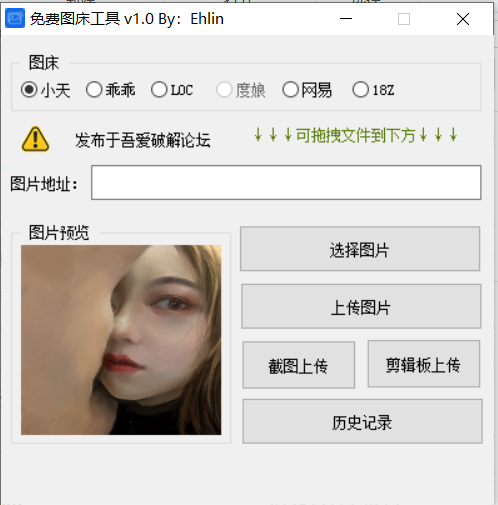 免费图床工具 v1.0 By：Ehlin
图床
小天 乖乖 LOC 度娘 网易 18Z
发布于吾爱破解论坛 ↓↓↓可拖拽文件到下方↓↓↓
图片地址：
图片预览
选择图片
上传图片
截图上传 剪辑板上传
历史记录